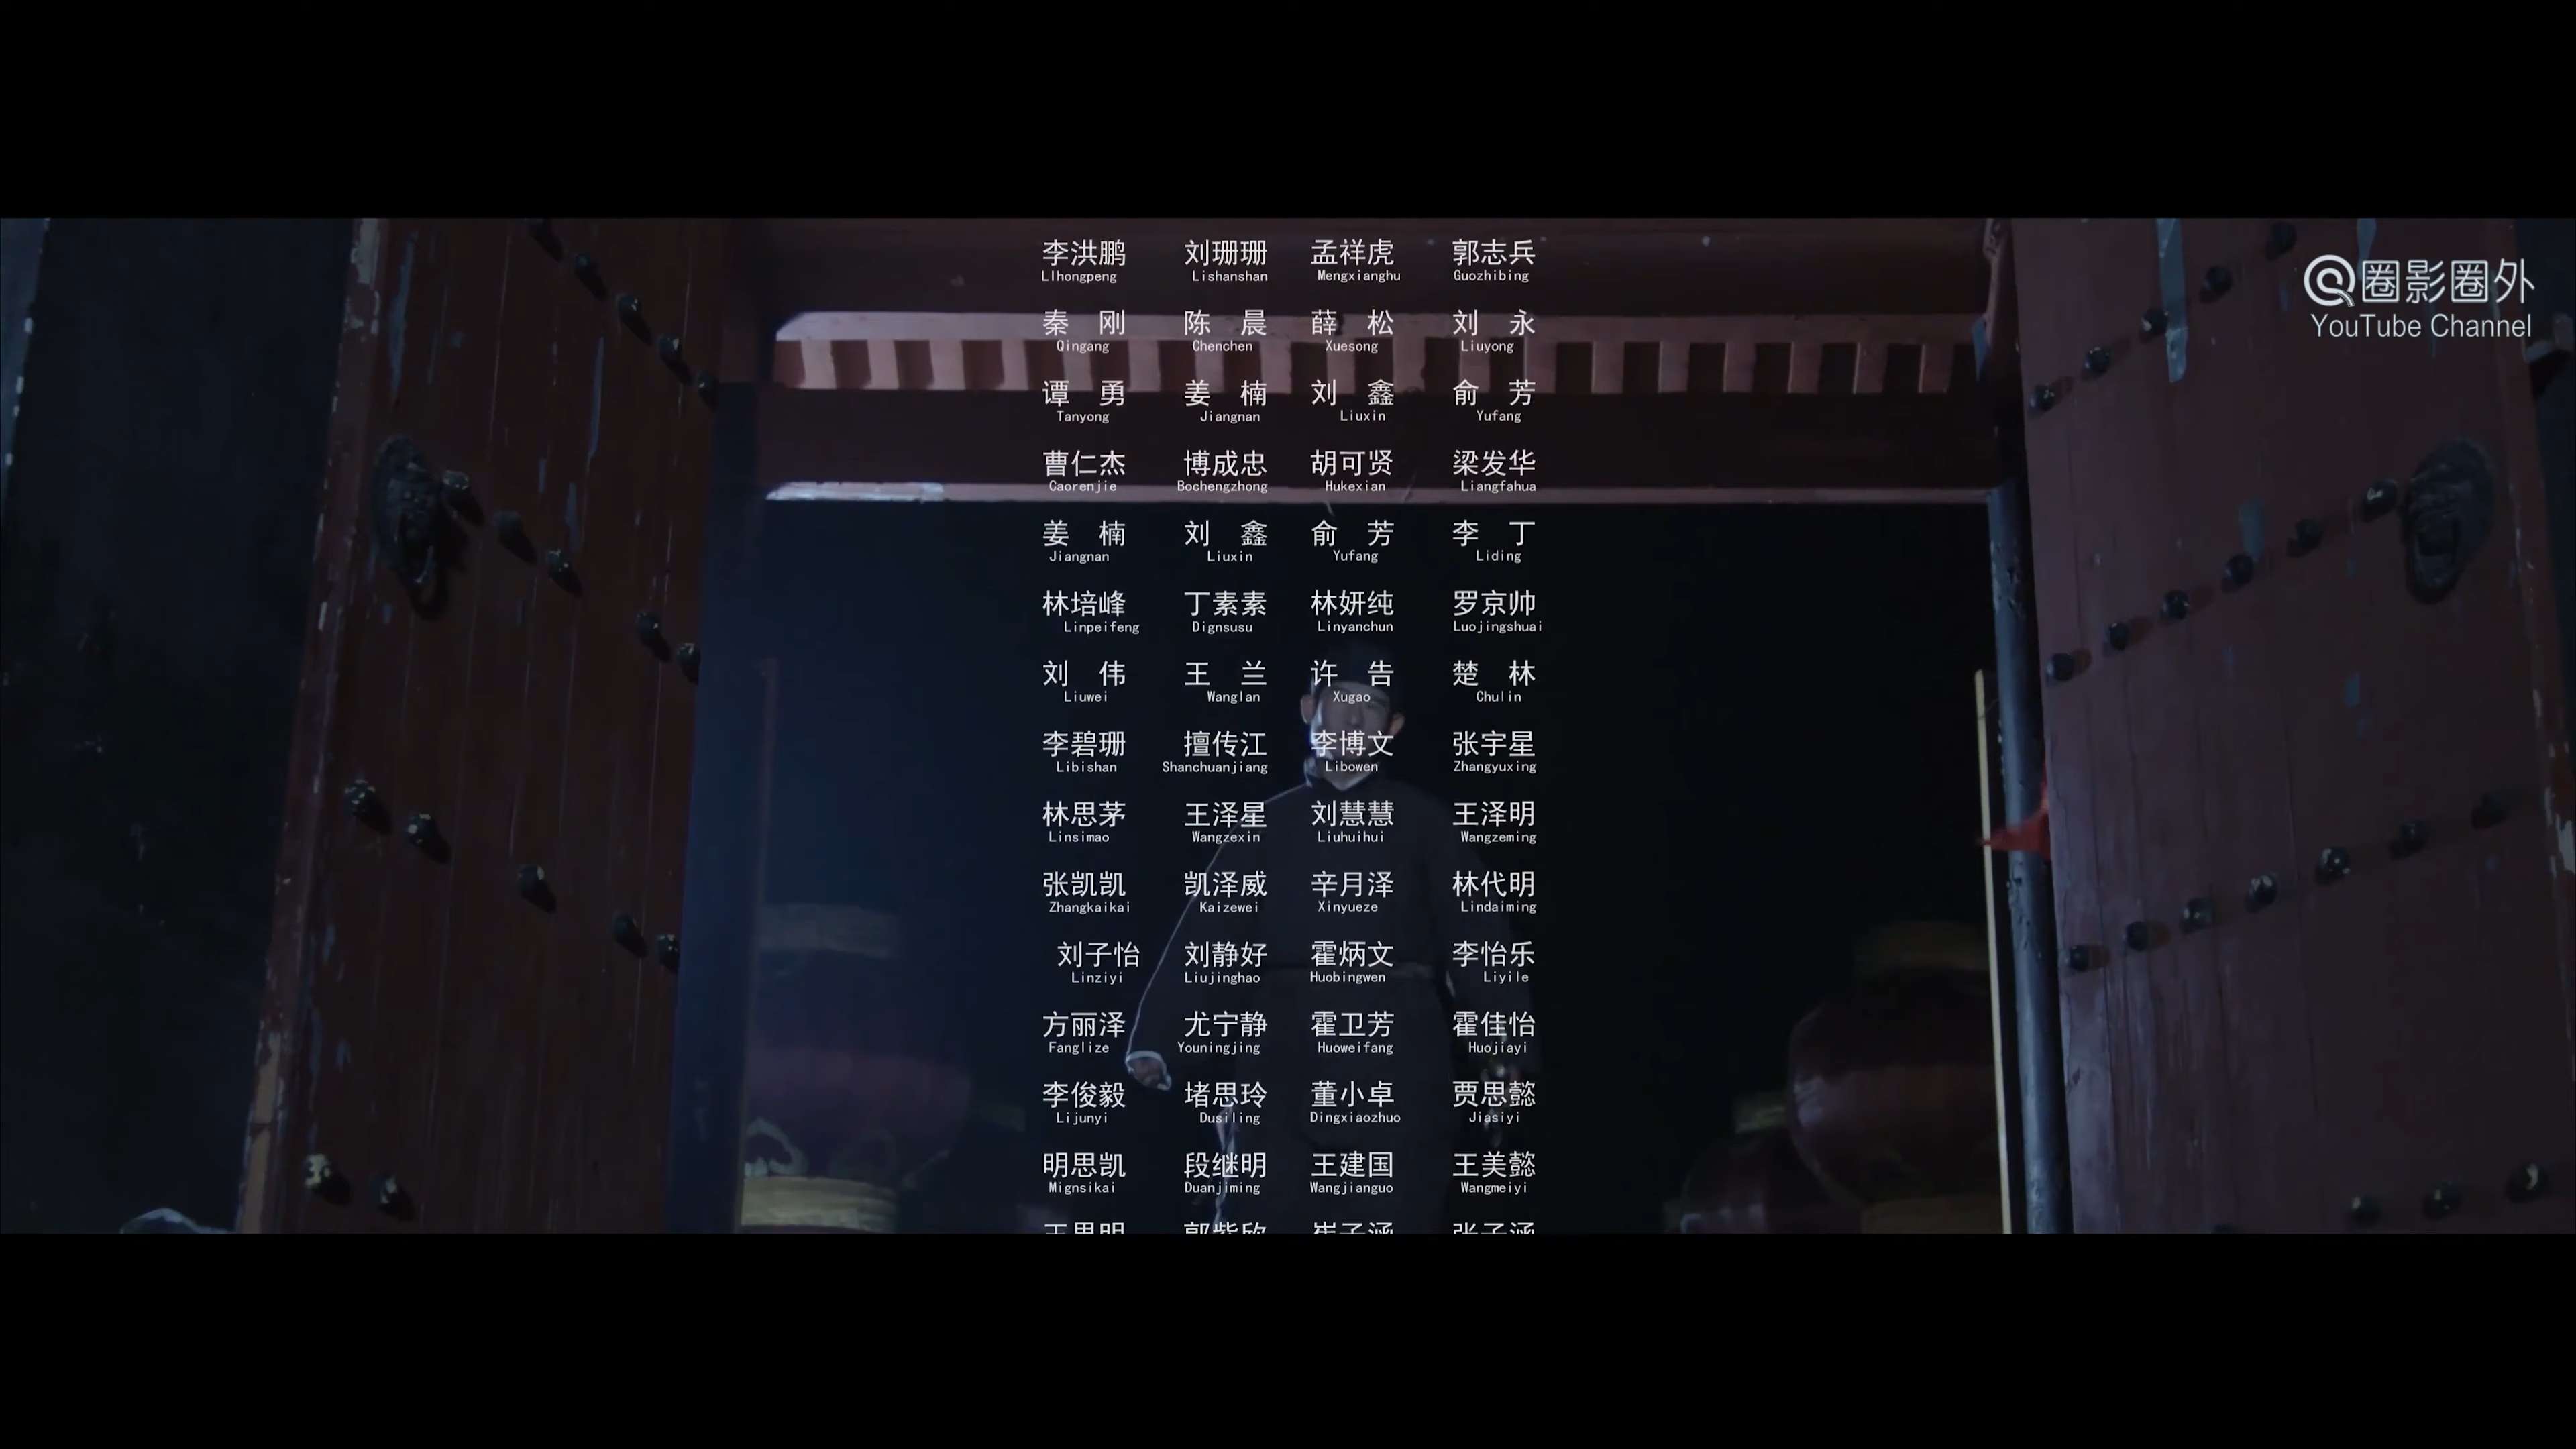 李洪鹏 刘珊珊 孟祥虎 郭志兵
LIhongpeng Lishanshan Mengxianghu Guozhibing
圈影圈外
YouTube Channel
秦 刚 陈 晨 薛 松 刘 永
Qingang Chenchen Xuesong Liuyong
谭 勇 姜 楠 刘 鑫 俞 芳
Tanyong Jiangnan Liuxin Yufang
曹仁杰 博成忠 胡可贤 梁发华
Caorenjie Bochengzhong Hukexian Liangfahua
姜 楠 刘 鑫 俞 芳 李 丁
Jiangnan Liuxin Yufang Liding
林培峰 丁素素 林妍纯 罗京帅
Linpeifeng Dignsusu Linyanchun Luojingshuai
刘 伟 王 兰 许 告 楚 林
Liuwei Wanglan Xugao Chulin
李碧珊 擅传江 李博文 张宇星
Libishan Shanchuanjiang Libowen Zhangyuxing
林思茅 王泽星 刘慧慧 王泽明
Linsimao Wangzexin Liuhuihui Wangzeming
张凯凯 凯泽威 辛月泽 林代明
Zhangkaikai Kaizewei Xinyueze Lindaiming
刘子怡 刘静好 霍炳文 李怡乐
Linziyi Liujinghao Huobingwen Liyile
方丽泽 尤宁静 霍卫芳 霍佳怡
Fanglize Youningjing Huoweifang Huojiayi
李俊毅 堵思玲 董小卓 贾思懿
Lijunyi Dusiling Dingxiaozhuo Jiasiyi
明思凯 段继明 王建国 王美懿
Mignsikai Duanjiming Wangjianguo Wangmeiyi